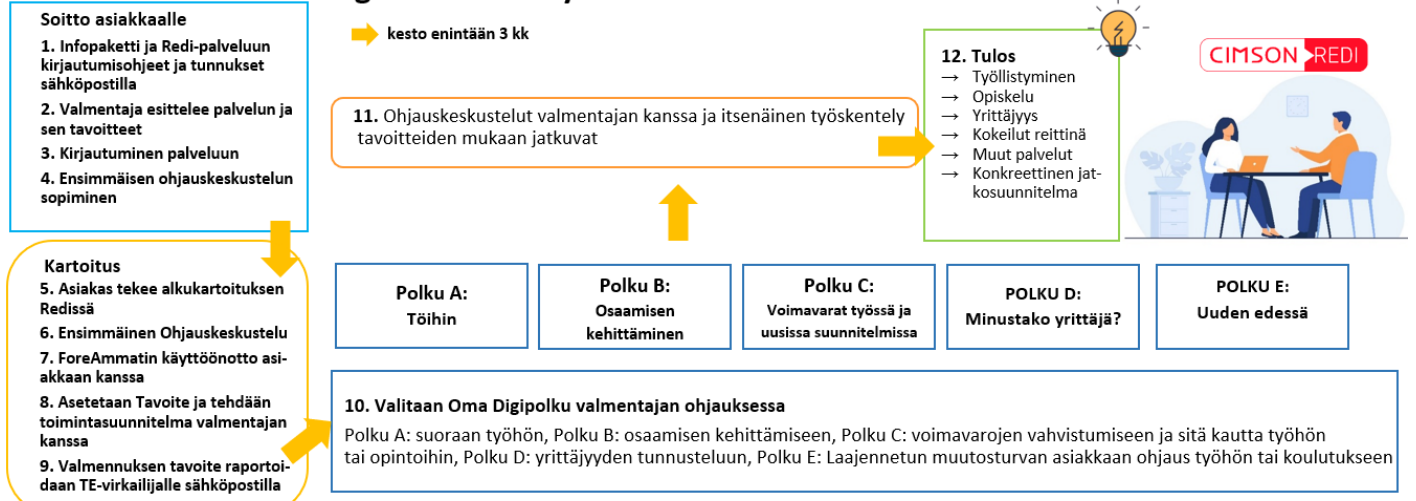 Soitto asiakkaalle
1. Infopaketti ja Redi-palveluun
kirjautumisohjeet ja tunnukset
sähköpostilla
2. Valmentaja esittelee palvelun ja
sen tavoitteet
3. Kirjautuminen palveluun
4. Ensimmäisen ohjauskeskustelun
sopiminen
kesto enintään 3 kk
11. Ohjauskeskustelut valmentajan kanssa ja itsenäinen työskentely
tavoitteiden mukaan jatkuvat
12. Tulos
→ Työllistyminen
→ Opiskelu
→ Yrittäjyys
→ Kokeilut reittinä
→ Muut palvelut
→ Konkreettinen jat-
kosuunnitelma
CIMSON REDI
Kartoitus
5. Asiakas tekee alkukartoituksen
Redissä
6. Ensimmäinen Ohjauskeskustelu
7. ForeAmmatin käyttöönotto asi-
akkaan kanssa
8. Asetetaan Tavoite ja tehdään
toimintasuunnitelma valmentajan
kanssa
9. Valmennuksen tavoite raportoi-
daan TE-virkailijalle sähköpostilla
Polku A:
Töihin
Polku B:
Osaamisen
kehittäminen
Polku C:
Voimavarat työssä ja
uusissa suunnitelmissa
POLKU D:
Minustako yrittäjä?
POLKU E:
Uuden edessä
10. Valitaan Oma Digipolku valmentajan ohjauksessa
Polku A: suoraan työhön, Polku B: osaamisen kehittämiseen, Polku C: voimavarojen vahvistumiseen ja sitä kautta työhön
tai opintoihin, Polku D: yrittäjyyden tunnusteluun, Polku E: Laajennetun muutosturvan asiakkaan ohjaus työhön tai koulutukseen